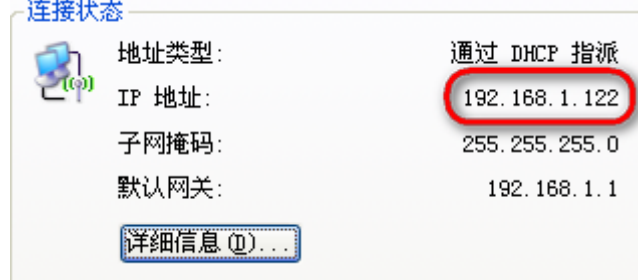 连接状态
地址类型: 通过 DHCP 指派
IP 地址: 192.168.1.122
子网掩码: 255.255.255.0
默认网关: 192.168.1.1
详细信息(D)...